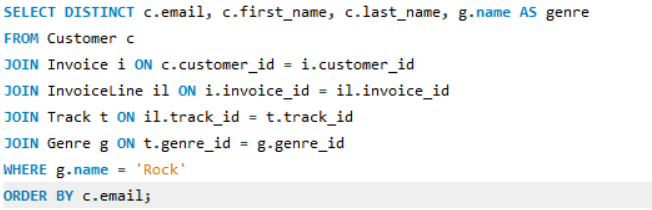 SELECT DISTINCT c.email, c.first_name, c.last_name, g.name AS genre
FROM Customer c
JOIN Invoice i ON c.customer_id = i.customer_id
JOIN InvoiceLine il ON i.invoice_id = il.invoice_id
JOIN Track t ON il.track_id = t.track_id
JOIN Genre g ON t.genre_id = g.genre_id
WHERE g.name = 'Rock'
ORDER BY c.email;